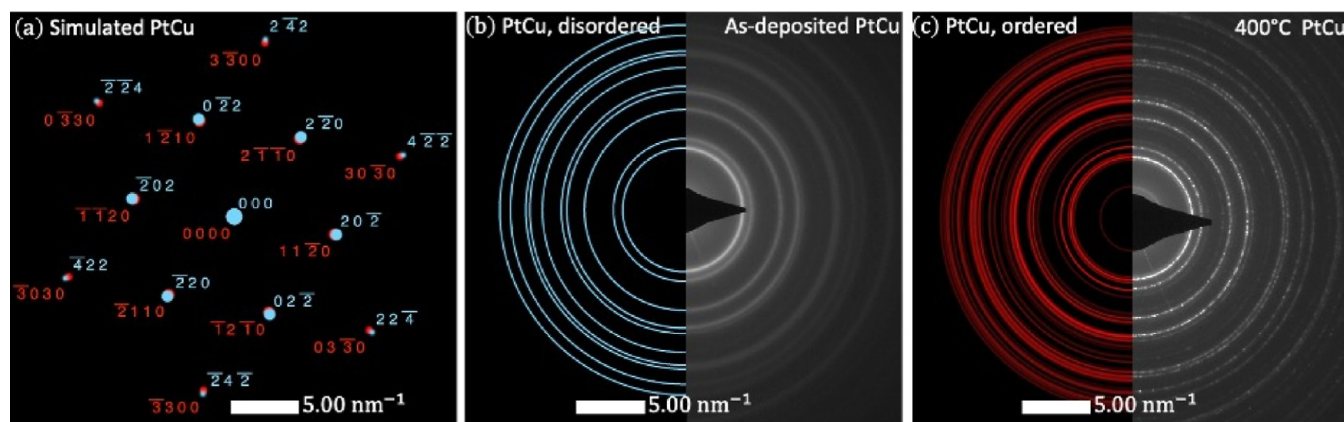 (a) Simulated PtCu
2 4̅ 2
3 3̅ 0 0
2̅ 2̅ 4
0 3̅ 3 0
0 2̅ 2
1 2̅ 1 0
2 2̅ 0
2 1̅ 1̅ 0
4 2̅ 2̅
3 0 3̅ 0
2̅ 0 2
1̅ 1̅ 2 0
0 0 0
0 0 0 0
2 0 2̅
1 1 2̅ 0
4̅ 2 2
3̅ 0 3 0
2̅ 2 0
2̅ 1 1 0
0 2 2̅
1̅ 2 1̅ 0
2 2 4̅
0 3 3̅ 0
2̅ 4 2̅
3̅ 3 0 0
5.00 nm⁻¹
(b) PtCu, disordered
As-deposited PtCu
5.00 nm⁻¹
(c) PtCu, ordered
400°C PtCu
5.00 nm⁻¹